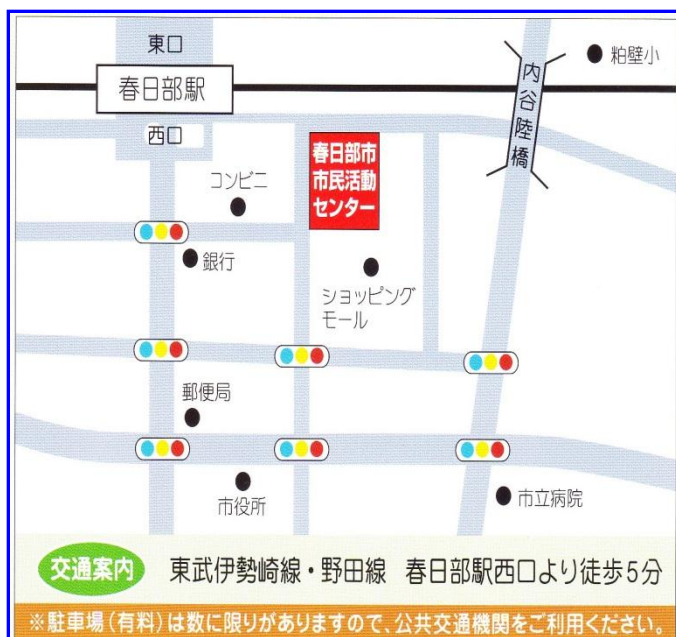 東口
春日部駅
西口
内谷陸橋
粕壁小
春日部市
市民活動
センター
コンビニ
銀行
ショッピング
モール
郵便局
市役所
市立病院
交通案内 東武伊勢崎線・野田線 春日部駅西口より徒歩5分
※駐車場(有料)は数に限りがありますので、公共交通機関をご利用ください。